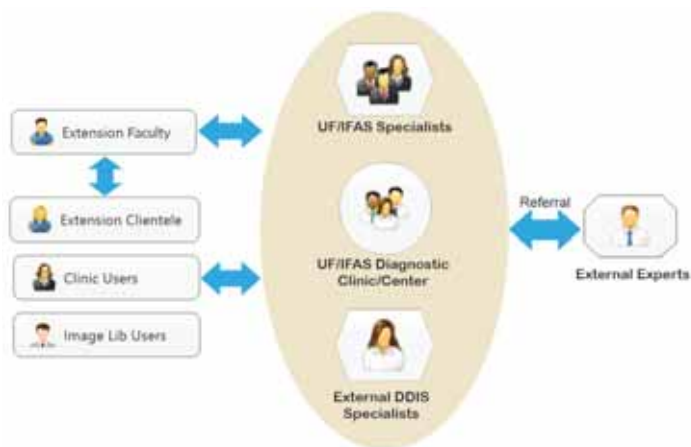 UF/IFAS Specialists
Extension Faculty
Extension Clientele
Clinic Users
Image Lib Users
UF/IFAS Diagnostic
Clinic/Center
External DDIS
Specialists
Referral
External Experts